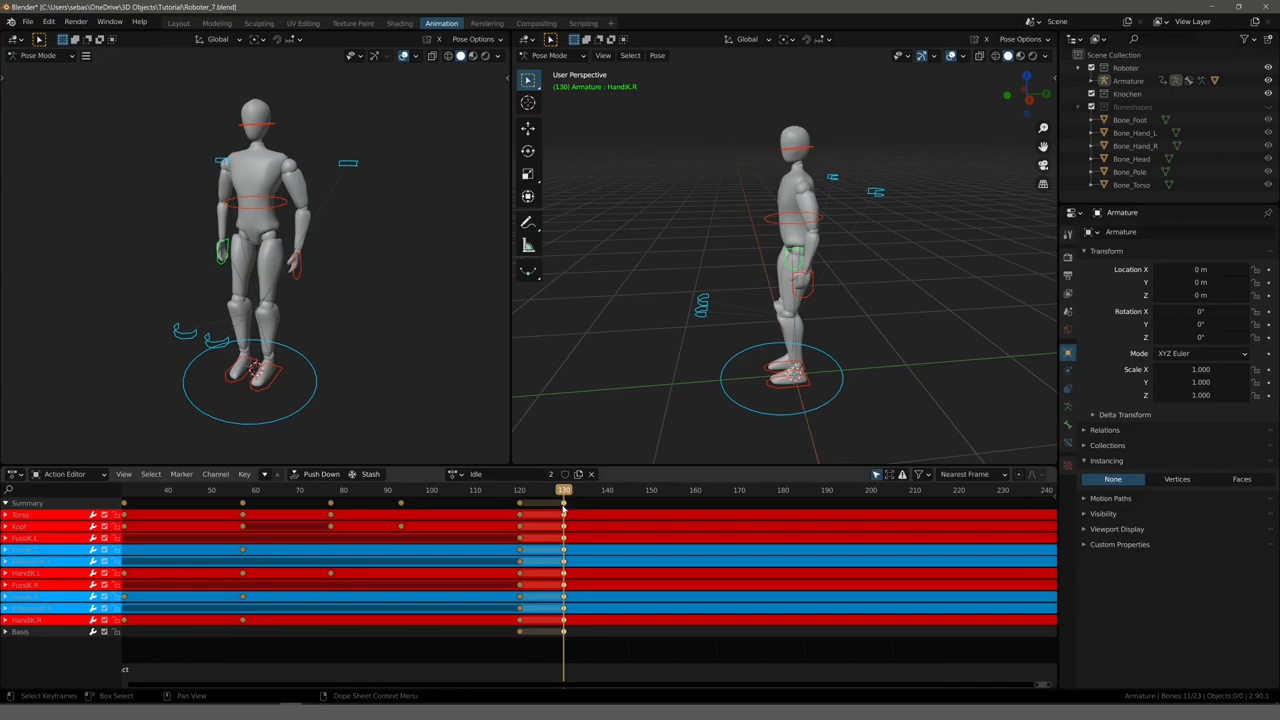 Blender* [C:\Users\sebas\OneDrive\3D Objects\Tutorial\Roboter_7.blend]
File Edit Render Window Help Layout Modeling Sculpting UV Editing Texture Paint Shading Animation Rendering Compositing Scripting Scene View Layer
Global X Pose Options Global X Pose Options
Pose Mode Pose Mode View Select Pose
Scene Collection
Roboter
Armature
Knochen
Boneshapes
Bone_Foot
Bone_Hand_L
Bone_Hand_R
Bone_Head
Bone_Pole
Bone_Torso
User Perspective
(130) Armature : HandIK.R
Armature
Armature
Transform
Location X 0 m
Y 0 m
Z 0 m
Rotation X 0°
Y 0°
Z 0°
Mode XYZ Euler
Scale X 1.000
Y 1.000
Z 1.000
Delta Transform
Relations
Collections
Instancing
None Vertices Faces
Motion Paths
Visibility
Viewport Display
Custom Properties
Action Editor View Select Marker Channel Key Push Down Stash Idle 2 Nearest Frame
40 50 60 70 80 90 100 110 120 130 140 150 160 170 180 190 200 210 220 230 240
Summary
Torso
Kopf
FussIK.L
HandIK.L
FussIK.R
HandIK.R
Basis
ct
Select Keyframes Box Select Pan View Dope Sheet Context Menu Armature | Bones:11/23 | Objects:0/0 | 2.90.1